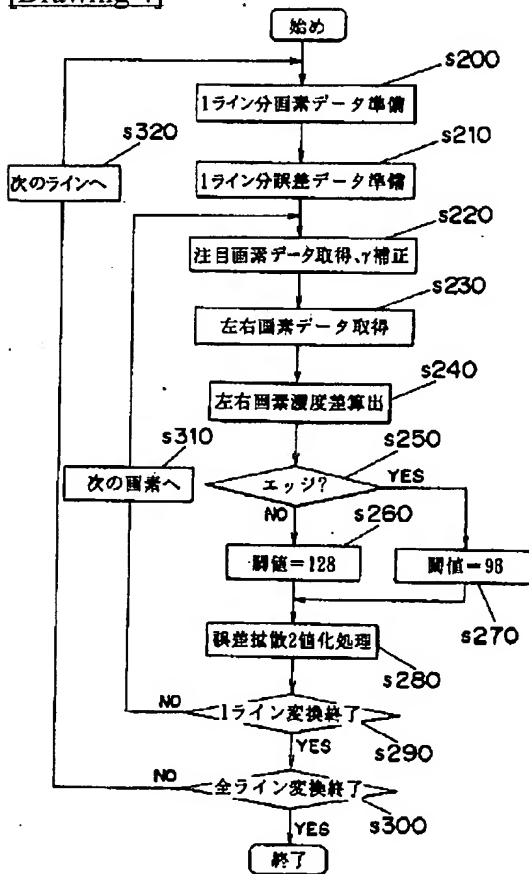 始め
s200
1ライン分画素データ準備
s320
次のラインへ
s210
1ライン分誤差データ準備
s220
注目画素データ取得、γ補正
s230
左右画素データ取得
s240
左右画素濃度差算出
s310
次の画素へ
s250
エッジ?
YES
NO
s260
閾値=128
閾値=96
s270
誤差拡散2値化処理
s280
NO
1ライン変換終了
s290
YES
NO
全ライン変換終了
s300
YES
終了